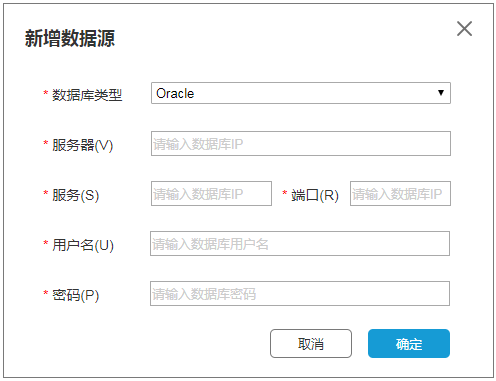 新增数据源
* 数据库类型 Oracle
* 服务器(V) 请输入数据库IP
* 服务(S) 请输入数据库IP * 端口(R) 请输入数据库IP
* 用户名(U) 请输入数据库用户名
* 密码(P) 请输入数据库密码
取消 确定